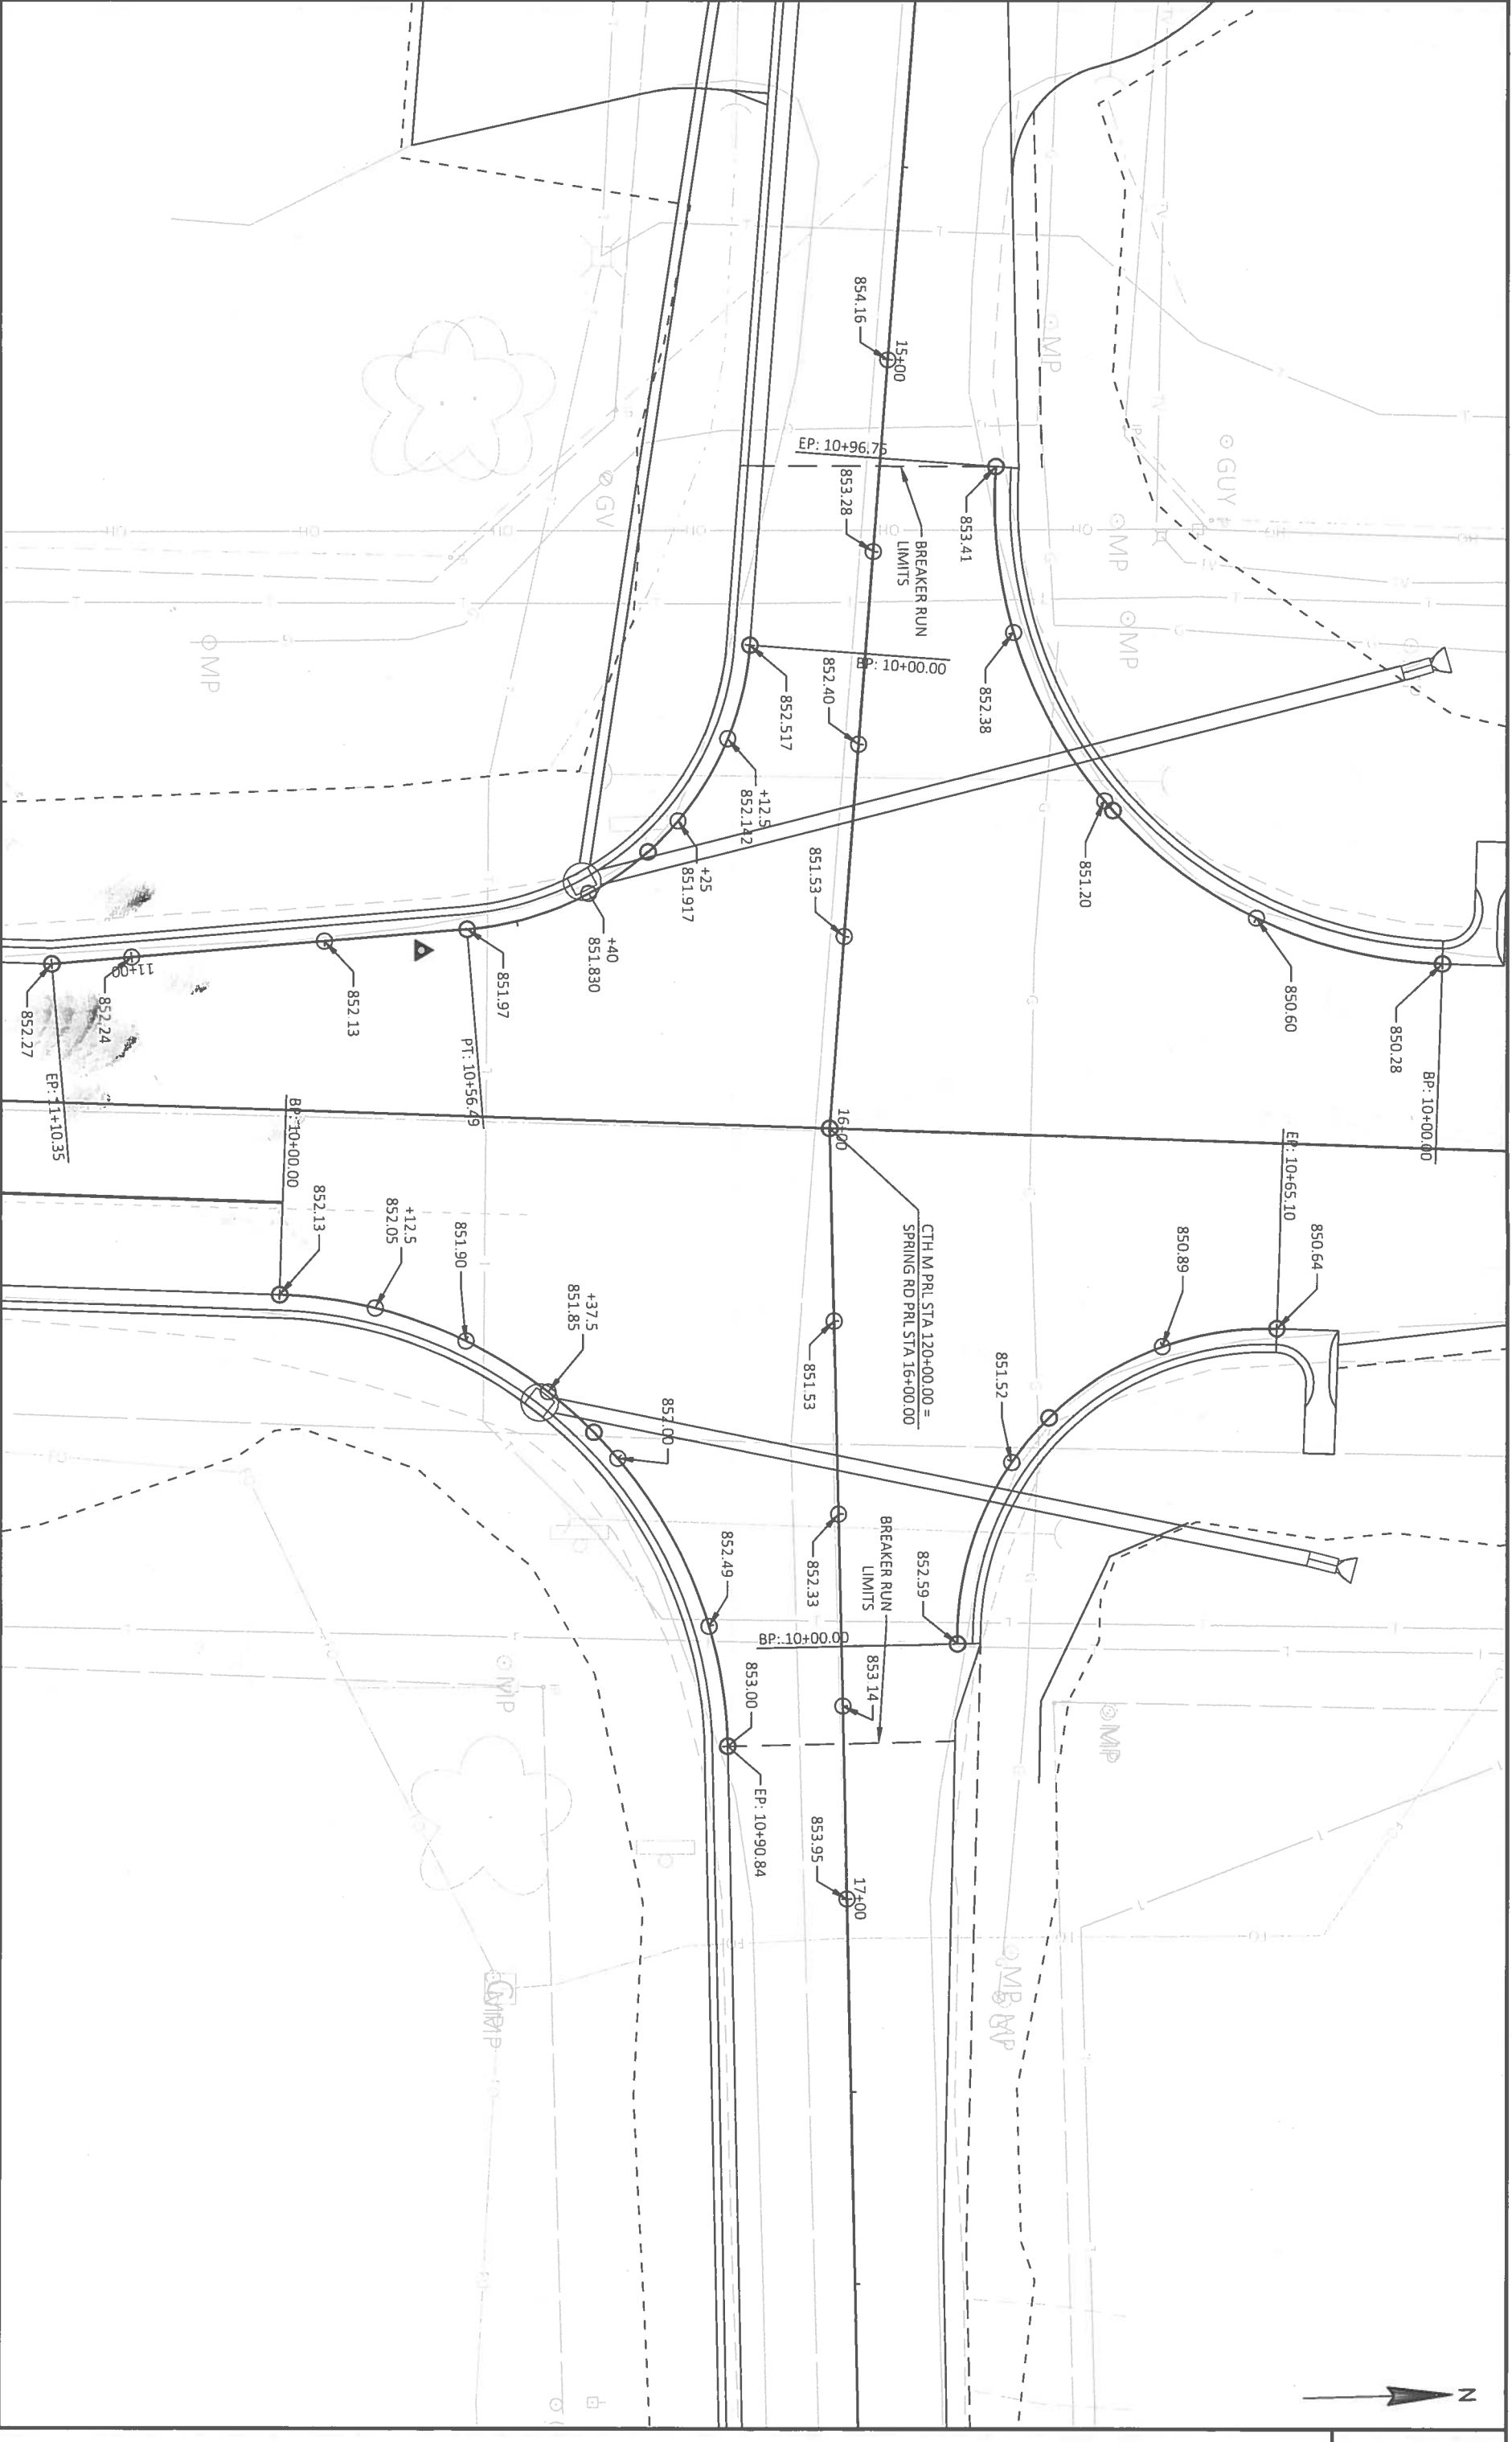 N
15+00
854.16
EP: 10+96.75
853.28
BREAKER RUN
LIMITS
853.41
852.38
851.20
850.60
850.28
BP: 10+00.00
BP: 10+00.00
852.40
852.517
+12.5
852.142
+25
851.917
+40
851.830
851.53
851.97
PT: 10+56.49
852.13
11+00
852.24
852.27
EP: 11+10.35
16+00
CTH M PRL STA 120+00.00 =
SPRING RD PRL STA 16+00.00
BP: 10+00.00
852.13
+12.5
852.05
851.90
+37.5
851.85
852.00
852.49
853.00
EP: 10+90.84
851.53
852.33
BREAKER RUN
LIMITS
853.14
853.95
17+00
EP: 10+65.10
850.64
850.89
851.52
852.59
BP: 10+00.00
MP
GUY
MP
MP
GV
MP
MP
MP
MP
MP